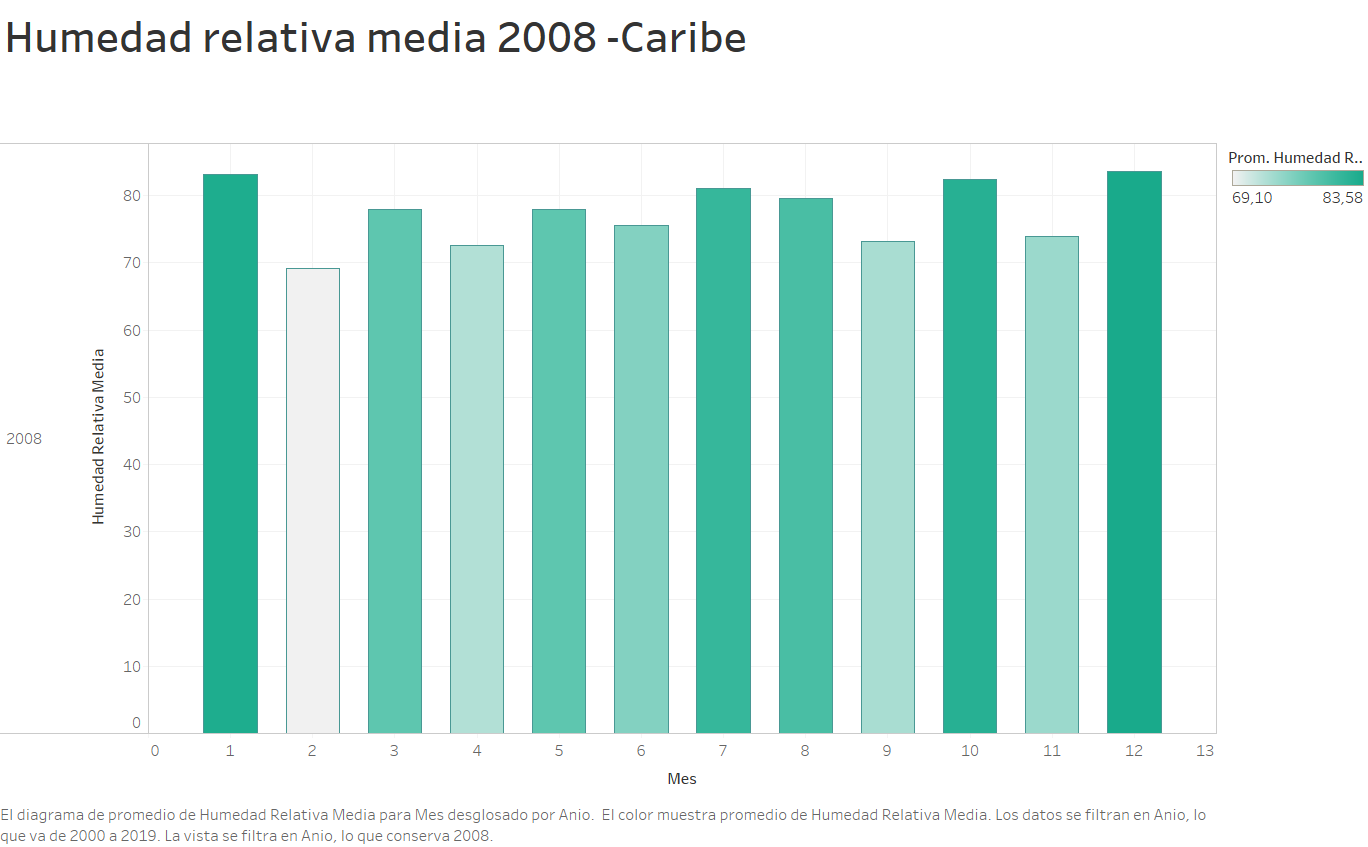 Humedad relativa media 2008 -Caribe
Prom. Humedad R..
69,10 83,58
80
70
60
50
40
30
20
10
0
2008
Humedad Relativa Media
0 1 2 3 4 5 6 7 8 9 10 11 12 13
Mes
El diagrama de promedio de Humedad Relativa Media para Mes desglosado por Anio.  El color muestra promedio de Humedad Relativa Media. Los datos se filtran en Anio, lo
que va de 2000 a 2019. La vista se filtra en Anio, lo que conserva 2008.